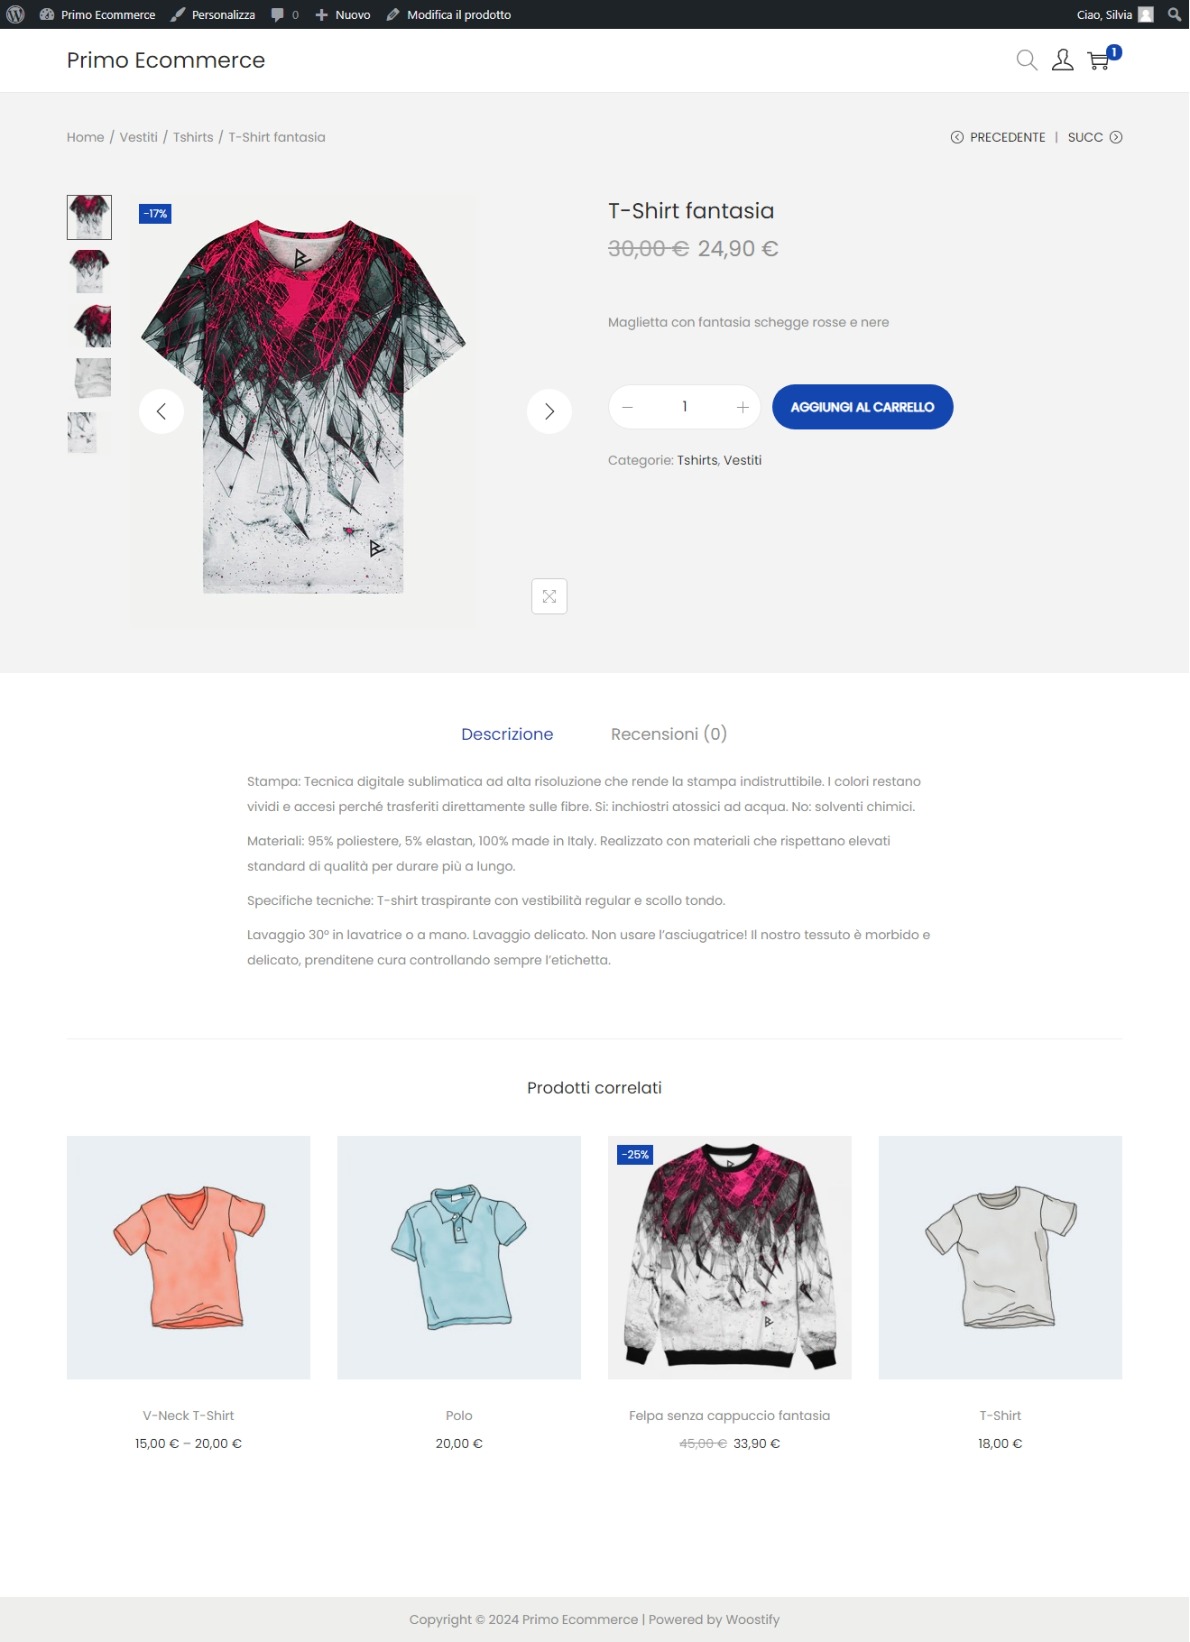 Primo Ecommerce Personalizza 0 Nuovo Modifica il prodotto Ciao, Silvia
Primo Ecommerce 1
Home / Vestiti / Tshirts / T-Shirt fantasia PRECEDENTE | SUCC
-17%
T-Shirt fantasia
30,00 € 24,90 €
Maglietta con fantasia schegge rosse e nere
1 AGGIUNGI AL CARRELLO
Categorie: Tshirts, Vestiti
Descrizione Recensioni (0)
Stampa: Tecnica digitale sublimatica ad alta risoluzione che rende la stampa indistruttibile. I colori restano
vividi e accesi perché trasferiti direttamente sulle fibre. Si: inchiostri atossici ad acqua. No: solventi chimici.
Materiali: 95% poliestere, 5% elastan, 100% made in Italy. Realizzato con materiali che rispettano elevati
standard di qualità per durare più a lungo.
Specifiche tecniche: T-shirt traspirante con vestibilità regular e scollo tondo.
Lavaggio 30° in lavatrice o a mano. Lavaggio delicato. Non usare l’asciugatrice! Il nostro tessuto è morbido e
delicato, prenditene cura controllando sempre l’etichetta.
Prodotti correlati
-25%
V-Neck T-Shirt Polo Felpa senza cappuccio fantasia T-Shirt
15,00 € – 20,00 € 20,00 € 45,00 € 33,90 € 18,00 €
Copyright © 2024 Primo Ecommerce | Powered by Woostify